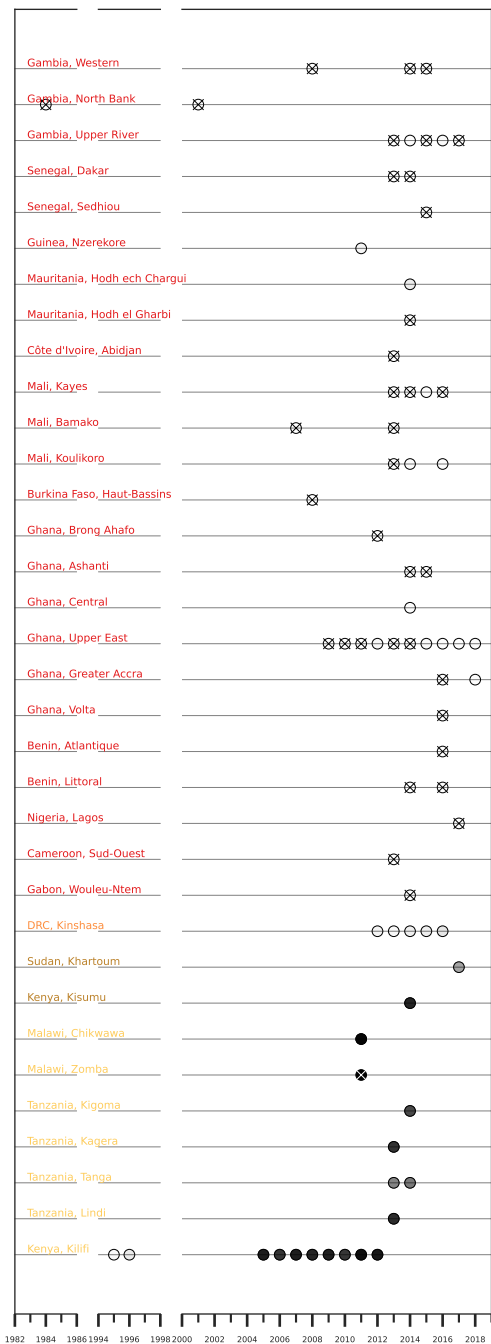 Gambia, Western
Gambia, North Bank
Gambia, Upper River
Senegal, Dakar
Senegal, Sedhiou
Guinea, Nzerekore
Mauritania, Hodh ech Chargui
Mauritania, Hodh el Gharbi
Côte d'Ivoire, Abidjan
Mali, Kayes
Mali, Bamako
Mali, Koulikoro
Burkina Faso, Haut-Bassins
Ghana, Brong Ahafo
Ghana, Ashanti
Ghana, Central
Ghana, Upper East
Ghana, Greater Accra
Ghana, Volta
Benin, Atlantique
Benin, Littoral
Nigeria, Lagos
Cameroon, Sud-Ouest
Gabon, Wouleu-Ntem
DRC, Kinshasa
Sudan, Khartoum
Kenya, Kisumu
Malawi, Chikwawa
Malawi, Zomba
Tanzania, Kigoma
Tanzania, Kagera
Tanzania, Tanga
Tanzania, Lindi
Kenya, Kilifi
1982 1984 1986 1994 1996 1998 2000 2002 2004 2006 2008 2010 2012 2014 2016 2018